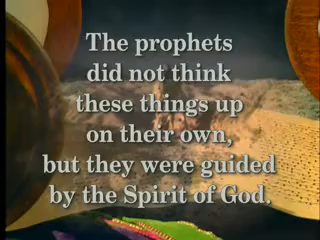 The prophets
did not think
these things up
on their own,
but they were guided
by the Spirit of God.